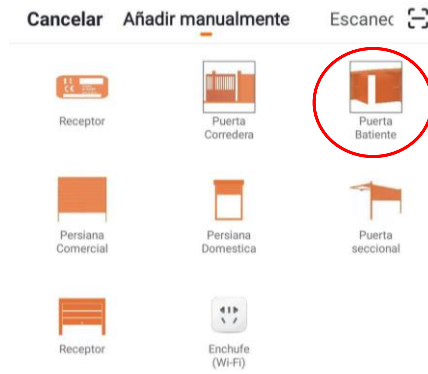 Cancelar Añadir manualmente Escanec
Receptor
Puerta
Corredera
Puerta
Batiente
Persiana
Comercial
Persiana
Domestica
Puerta
seccional
Receptor
Enchufe
(Wi-Fi)